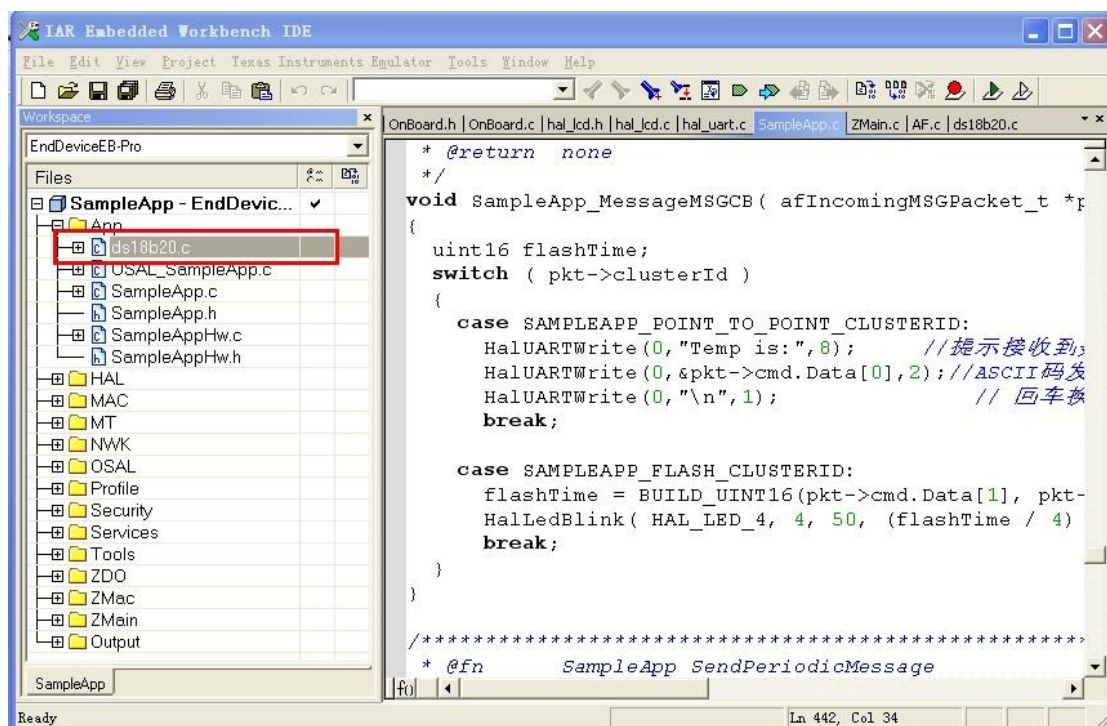 IAR Embedded Workbench IDE
File Edit View Project Texas Instruments Emulator Tools Window Help
Workspace
EndDeviceEB-Pro
Files
SampleApp - EndDevic...
App
ds18b20.c
OSAL_SampleApp.c
SampleApp.c
SampleApp.h
SampleAppHw.c
SampleAppHw.h
HAL
MAC
MT
NWK
OSAL
Profile
Security
Services
Tools
ZDO
ZMac
ZMain
Output
SampleApp
OnBoard.h | OnBoard.c | hal_lcd.h | hal_lcd.c | hal_uart.c SampleApp.c ZMain.c | AF.c | ds18b20.c
* @return none
*/
void SampleApp_MessageMSGCB( afIncomingMSGPacket_t *p
{
uint16 flashTime;
switch ( pkt->clusterId )
{
case SAMPLEAPP_POINT_TO_POINT_CLUSTERID:
HalUARTWrite(0,"Temp is:",8); //提示接收到
HalUARTWrite(0,&pkt->cmd.Data[0],2);//ASCII码发
HalUARTWrite(0,"\n",1); // 回车换
break;
case SAMPLEAPP_FLASH_CLUSTERID:
flashTime = BUILD_UINT16(pkt->cmd.Data[1], pkt-
HalLedBlink( HAL_LED_4, 4, 50, (flashTime / 4)
break;
}
}
/****************************************************
* @fn SampleApp_SendPeriodicMessage
f()
Ready
Ln 442, Col 34